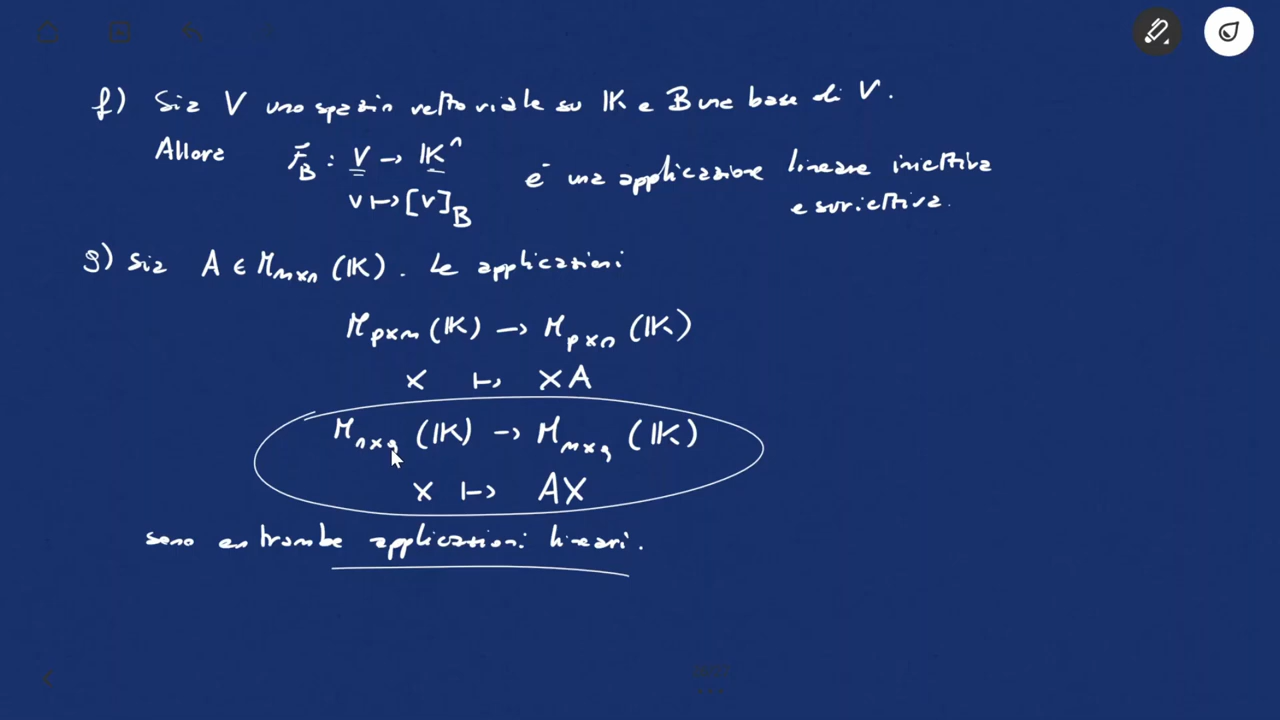 f) Sia V uno spazio vettoriale su K e B una base di V.
Allora F_B : V → K^n è una applicazione lineare iniettiva
v ↦ [v]_B e suriettiva.
g) Sia A ∈ M_{m×n} (K). Le applicazioni
M_{p×m} (K) → M_{p×n} (K)
X ↦ XA
M_{n×q} (K) → M_{m×q} (K)
X ↦ AX
sono entrambe applicazioni lineari.